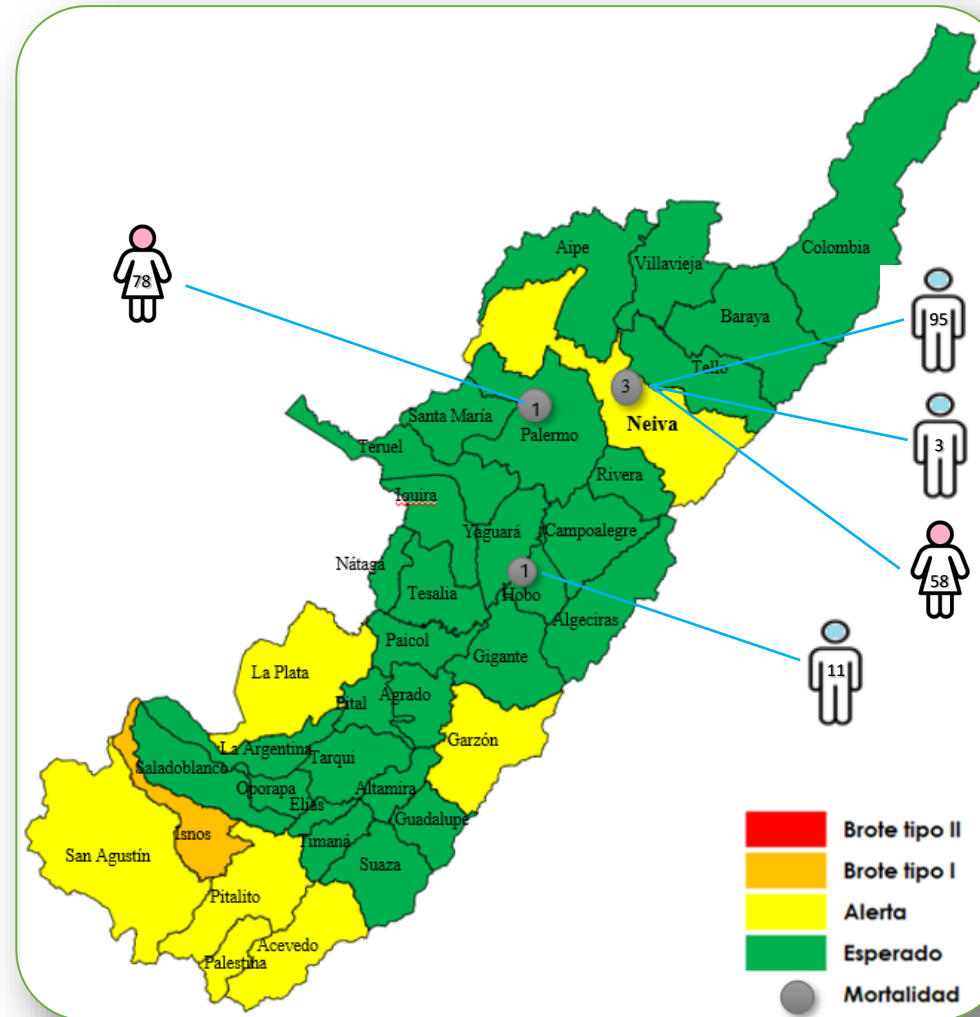 Aipe
Villavieja
Colombia
78
Baraya
95
Tello
3
Santa María
1
Palermo
Neiva
3
Teruel
Rivera
Iquira
Yaguará
Campoalegre
Nátaga
Tesalia
1
Hobo
58
Algeciras
Paicol
Gigante
11
La Plata
Pital
Agrado
Garzón
La Argentina
Tarqui
Saladoblanco
Oporapa
Altamira
Elías
Guadalupe
Isnos
Timaná
San Agustín
Suaza
Pitalito
Acevedo
Palestina
Brote tipo II
Brote tipo I
Alerta
Esperado
Mortalidad